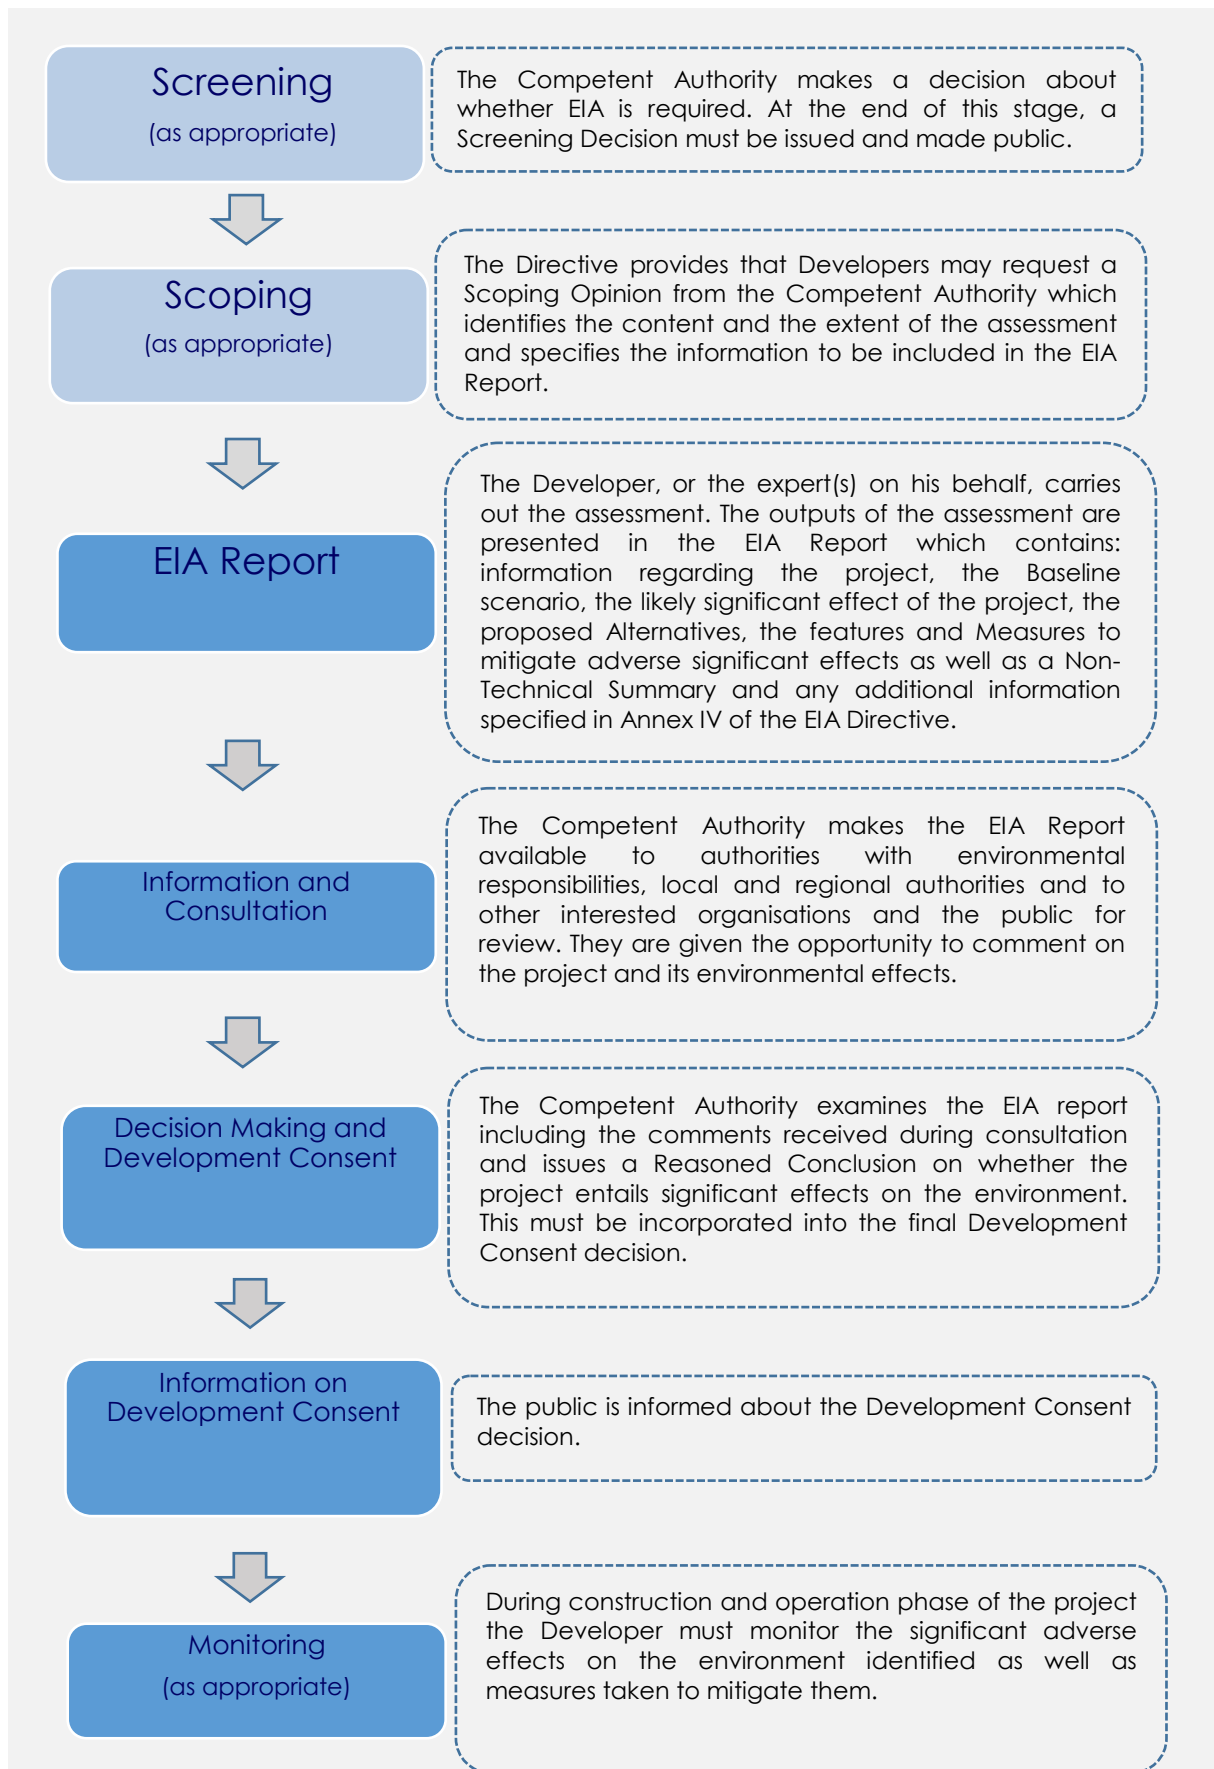 Screening
(as appropriate)
The Competent Authority makes a decision about
whether EIA is required. At the end of this stage, a
Screening Decision must be issued and made public.
Scoping
(as appropriate)
The Directive provides that Developers may request a
Scoping Opinion from the Competent Authority which
identifies the content and the extent of the assessment
and specifies the information to be included in the EIA
Report.
EIA Report
The Developer, or the expert(s) on his behalf, carries
out the assessment. The outputs of the assessment are
presented in the EIA Report which contains:
information regarding the project, the Baseline
scenario, the likely significant effect of the project, the
proposed Alternatives, the features and Measures to
mitigate adverse significant effects as well as a Non-
Technical Summary and any additional information
specified in Annex IV of the EIA Directive.
Information and
Consultation
The Competent Authority makes the EIA Report
available to authorities with environmental
responsibilities, local and regional authorities and to
other interested organisations and the public for
review. They are given the opportunity to comment on
the project and its environmental effects.
Decision Making and
Development Consent
The Competent Authority examines the EIA report
including the comments received during consultation
and issues a Reasoned Conclusion on whether the
project entails significant effects on the environment.
This must be incorporated into the final Development
Consent decision.
Information on
Development Consent
The public is informed about the Development Consent
decision.
Monitoring
(as appropriate)
During construction and operation phase of the project
the Developer must monitor the significant adverse
effects on the environment identified as well as
measures taken to mitigate them.